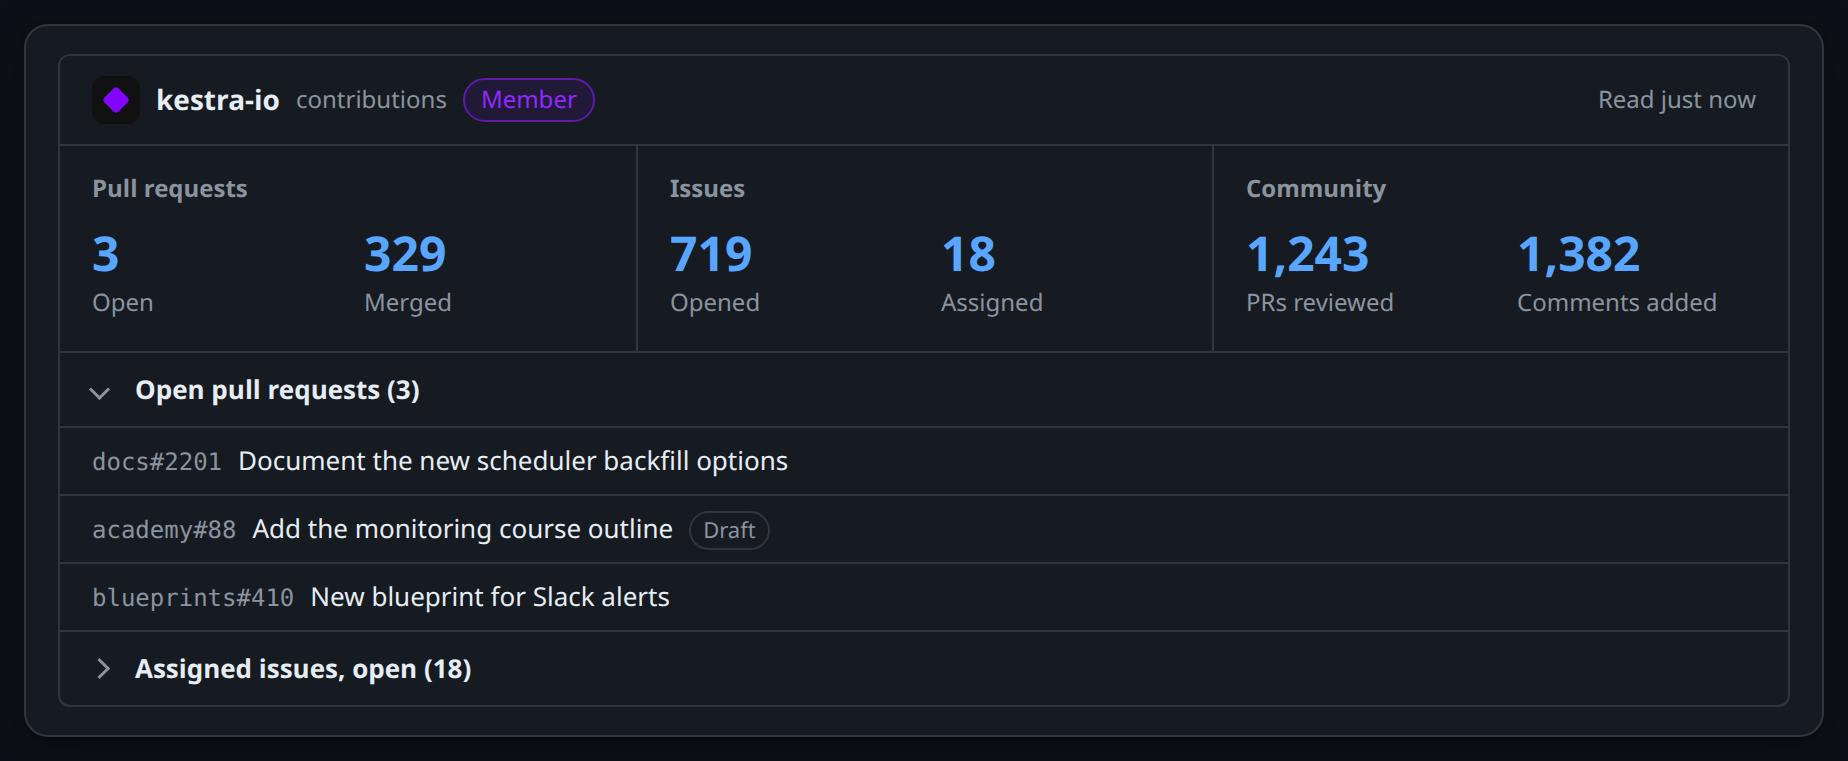 kestra-io contributions Member Read just now
Pull requests Issues Community
3 329 719 18 1,243 1,382
Open Merged Opened Assigned PRs reviewed Comments added
Open pull requests (3)
docs#2201 Document the new scheduler backfill options
academy#88 Add the monitoring course outline Draft
blueprints#410 New blueprint for Slack alerts
Assigned issues, open (18)